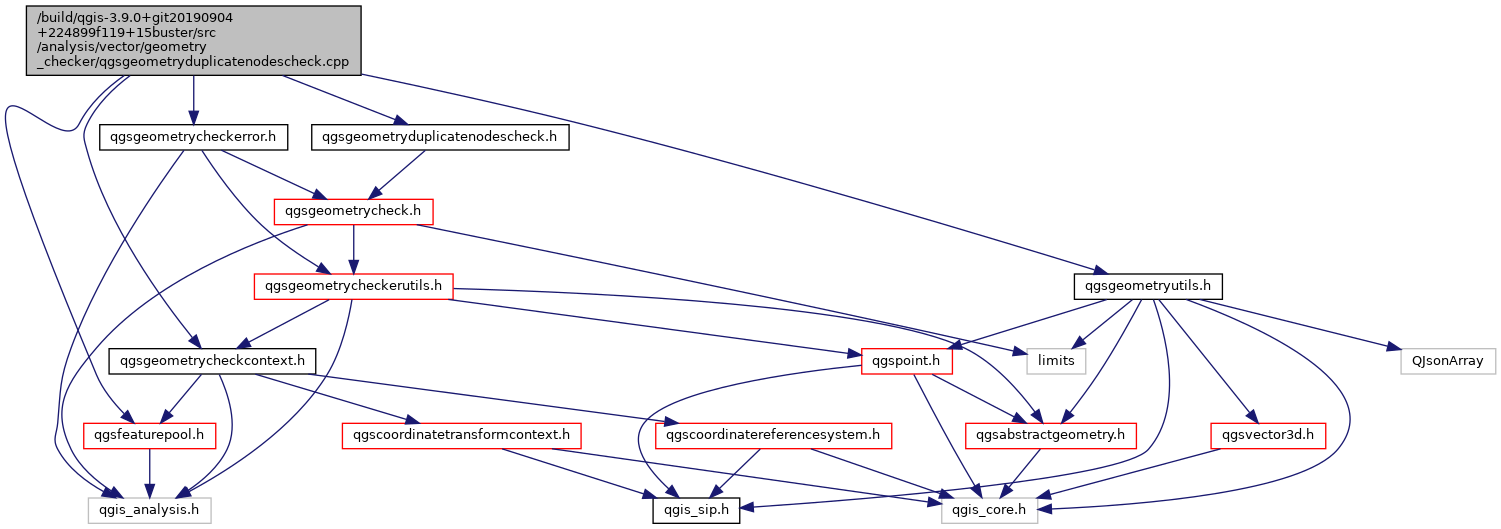 /build/qgis-3.9.0+git20190904
+224899f119+15buster/src
/analysis/vector/geometry
_checker/qgsgeometryduplicatenodescheck.cpp
qgsgeometrycheckerror.h
qgsgeometryduplicatenodescheck.h
qgsgeometrycheck.h
qgsgeometrycheckerutils.h
qgsgeometryutils.h
qgsgeometrycheckcontext.h
qgspoint.h
limits
QJsonArray
qgsfeaturepool.h
qgscoordinatetransformcontext.h
qgscoordinatereferencesystem.h
qgsabstractgeometry.h
qgsvector3d.h
qgis_analysis.h
qgis_sip.h
qgis_core.h